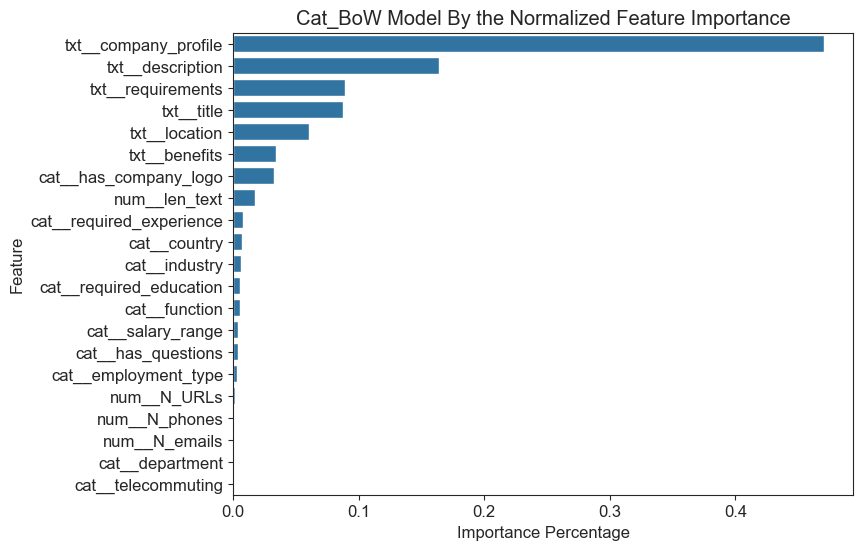 Cat_BoW Model By the Normalized Feature Importance
txt__company_profile
txt__description
txt__requirements
txt__title
txt__location
txt__benefits
cat__has_company_logo
num__len_text
cat__required_experience
cat__country
cat__industry
cat__required_education
cat__function
cat__salary_range
cat__has_questions
cat__employment_type
num__N_URLs
num__N_phones
num__N_emails
cat__department
cat__telecommuting
Feature
0.0 0.1 0.2 0.3 0.4
Importance Percentage